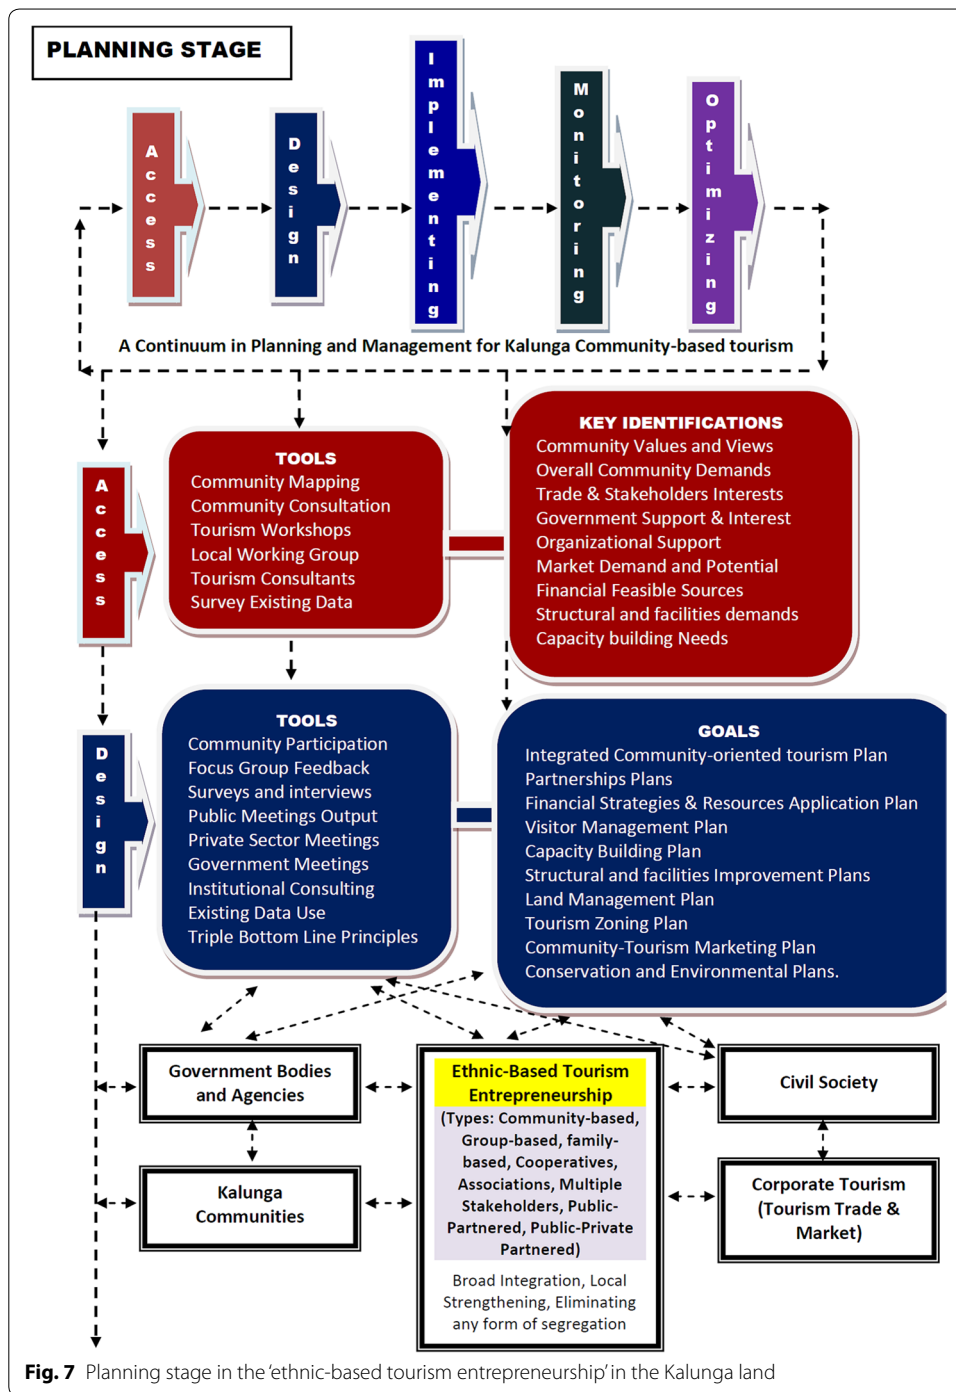 PLANNING STAGE
Access
Design
Implementing
Monitoring
Optimizing
A Continuum in Planning and Management for Kalunga Community-based tourism
Access
TOOLS
Community Mapping
Community Consultation
Tourism Workshops
Local Working Group
Tourism Consultants
Survey Existing Data
KEY IDENTIFICATIONS
Community Values and Views
Overall Community Demands
Trade & Stakeholders Interests
Government Support & Interest
Organizational Support
Market Demand and Potential
Financial Feasible Sources
Structural and facilities demands
Capacity building Needs
Design
TOOLS
Community Participation
Focus Group Feedback
Surveys and interviews
Public Meetings Output
Private Sector Meetings
Government Meetings
Institutional Consulting
Existing Data Use
Triple Bottom Line Principles
GOALS
Integrated Community-oriented tourism Plan
Partnerships Plans
Financial Strategies & Resources Application Plan
Visitor Management Plan
Capacity Building Plan
Structural and facilities Improvement Plans
Land Management Plan
Tourism Zoning Plan
Community-Tourism Marketing Plan
Conservation and Environmental Plans.
Government Bodies
and Agencies
Kalunga
Communities
Ethnic-Based Tourism
Entrepreneurship
(Types: Community-based,
Group-based, family-
based, Cooperatives,
Associations, Multiple
Stakeholders, Public-
Partnered, Public-Private
Partnered)
Broad Integration, Local
Strengthening, Eliminating
any form of segregation
Civil Society
Corporate Tourism
(Tourism Trade &
Market)
Fig. 7 Planning stage in the ‘ethnic-based tourism entrepreneurship’ in the Kalunga land